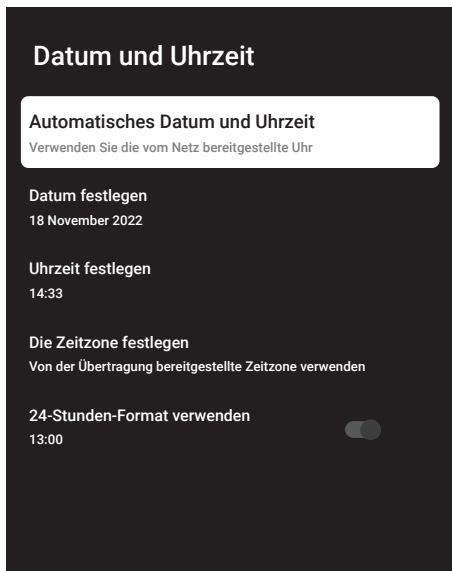 Datum und Uhrzeit
Automatisches Datum und Uhrzeit
Verwenden Sie die vom Netz bereitgestellte Uhr
Datum festlegen
18 November 2022
Uhrzeit festlegen
14:33
Die Zeitzone festlegen
Von der Übertragung bereitgestellte Zeitzone verwenden
24-Stunden-Format verwenden
13:00